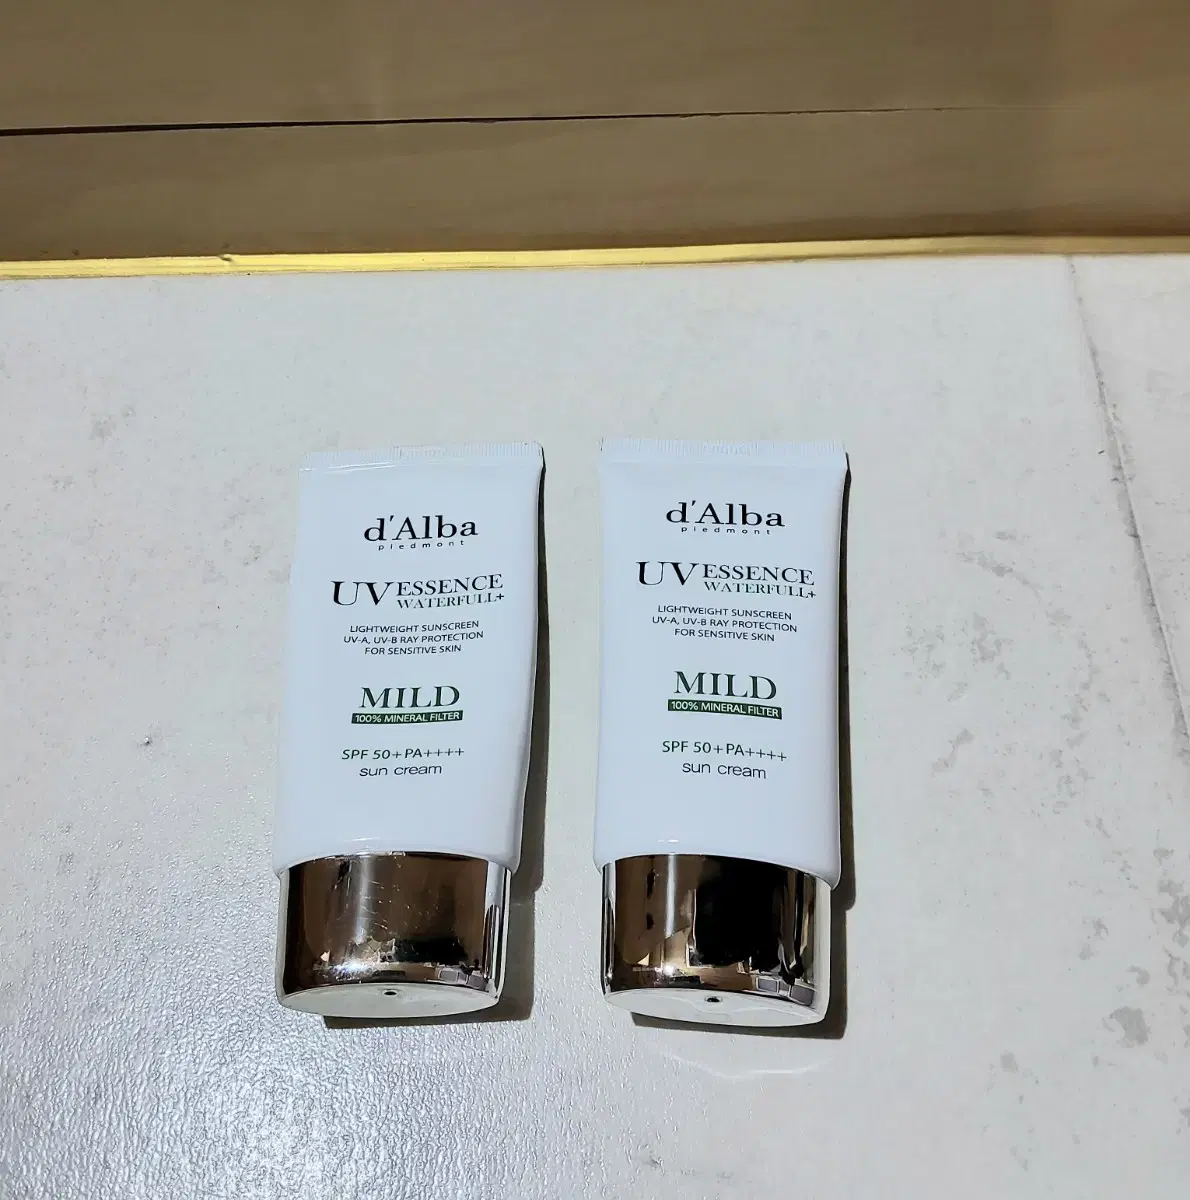 d'Alba
piedmont
UV ESSENCE
WATERFULL+
LIGHTWEIGHT SUNSCREEN
UV-A, UV-B RAY PROTECTION
FOR SENSITIVE SKIN
MILD
100% MINERAL FILTER
SPF 50+PA++++
sun cream
d'Alba
piedmont
UV ESSENCE
WATERFULL+
LIGHTWEIGHT SUNSCREEN
UV-A, UV-B RAY PROTECTION
FOR SENSITIVE SKIN
MILD
100% MINERAL FILTER
SPF 50+PA++++
sun cream